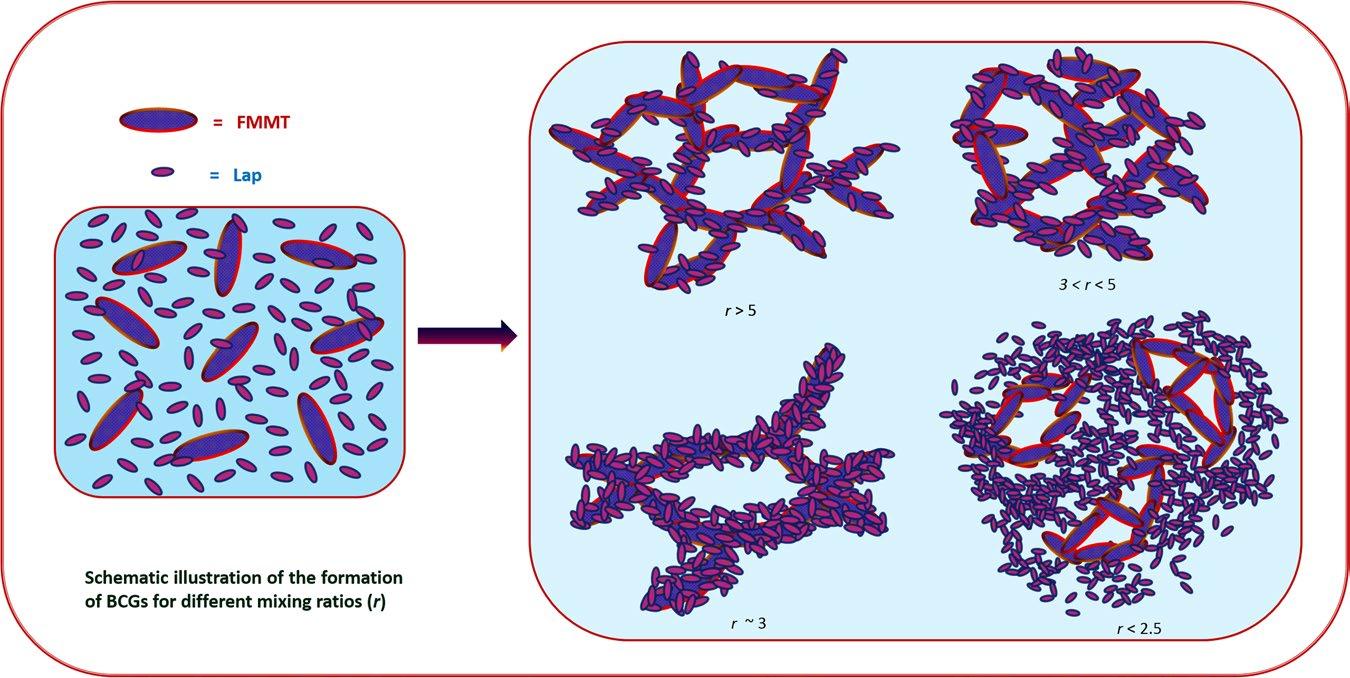 = FMMT
= Lap
Schematic illustration of the formation
of BCGs for different mixing ratios (r)
r > 5
3 < r < 5
r ~ 3
r < 2.5